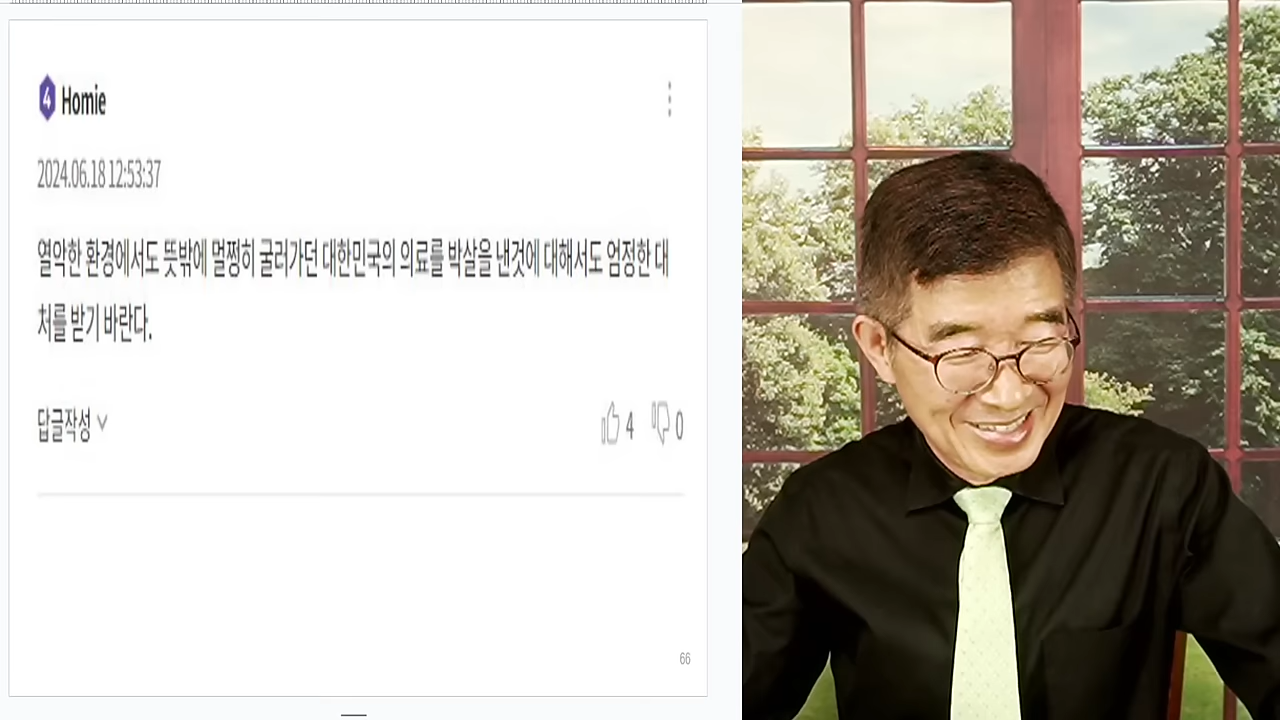 4 Homie
2024.06.18 12:53:37
열악한 환경에서도 뜻밖에 멀쩡히 굴러가던 대한민국의 의료를 박살을 낸것에 대해서도 엄정한 대
처를 받기 바란다.
답글작성
4 0
66